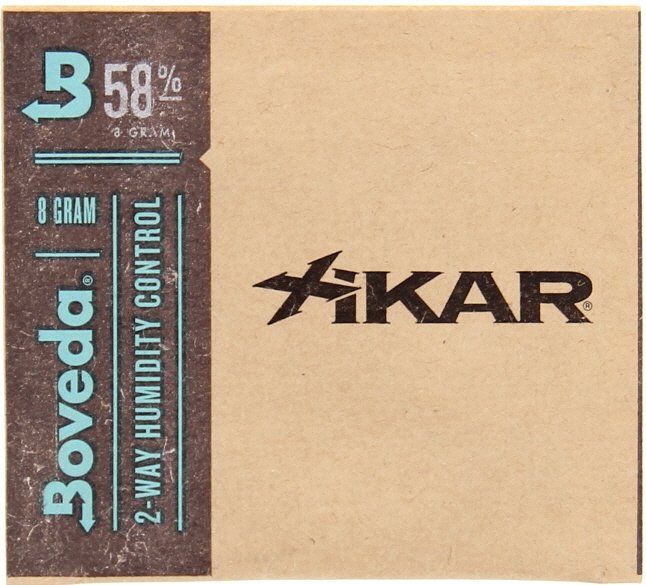 B 58%
8 GRAM
8 GRAM
Boveda®
2-WAY HUMIDITY CONTROL
XIKAR®